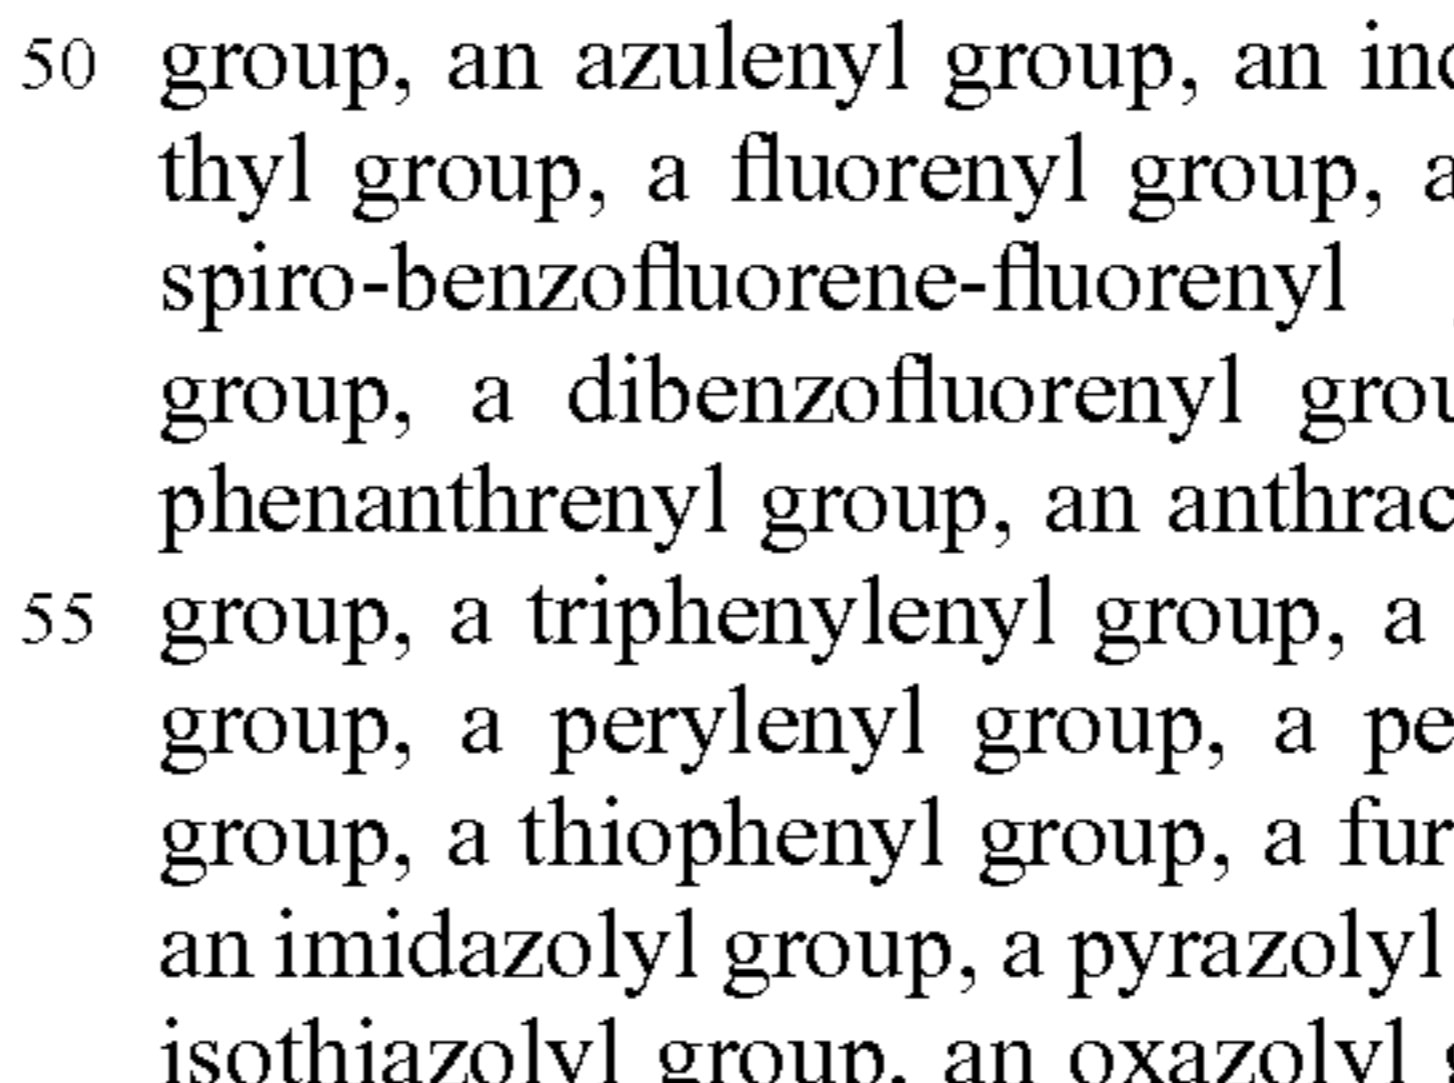 50 group, an azulenyl group, an
thyl group, a fluorenyl group, a
spiro-benzofluorene-fluorenyl
group, a dibenzofluorenyl
phenanthrenyl group, an
55 group, a triphenylenyl group, a
group, a perylenyl group, a
group, a thiophenyl group, a
an imidazolyl group, a pyrazolyl
isothiazolyl group, an oxazolyl